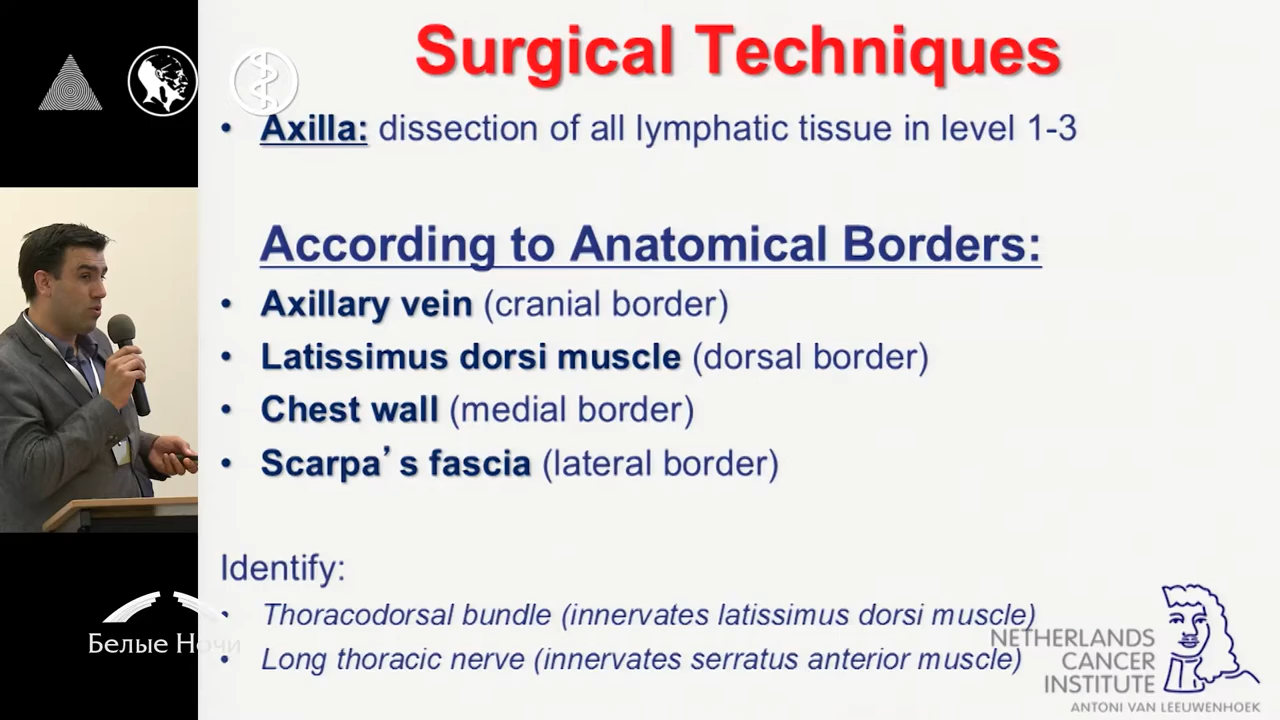 Surgical Techniques
• Axilla: dissection of all lymphatic tissue in level 1-3
According to Anatomical Borders:
• Axillary vein (cranial border)
• Latissimus dorsi muscle (dorsal border)
• Chest wall (medial border)
• Scarpa’s fascia (lateral border)
Identify:
• Thoracodorsal bundle (innervates latissimus dorsi muscle)
• Long thoracic nerve (innervates serratus anterior muscle)
Белые Ночи
NETHERLANDS
CANCER
INSTITUTE
ANTONI VAN LEEUWENHOEK